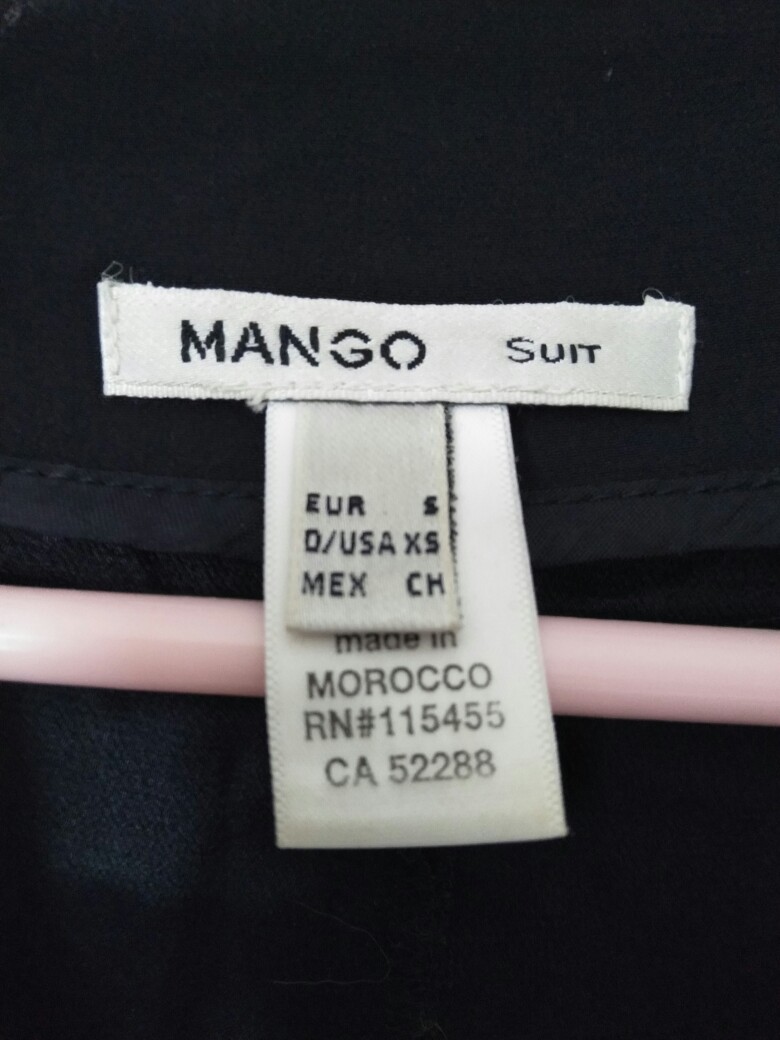 MANGO SUIT
EUR S
D/USA XS
MEX CH
made in
MOROCCO
RN#115455
CA 52288